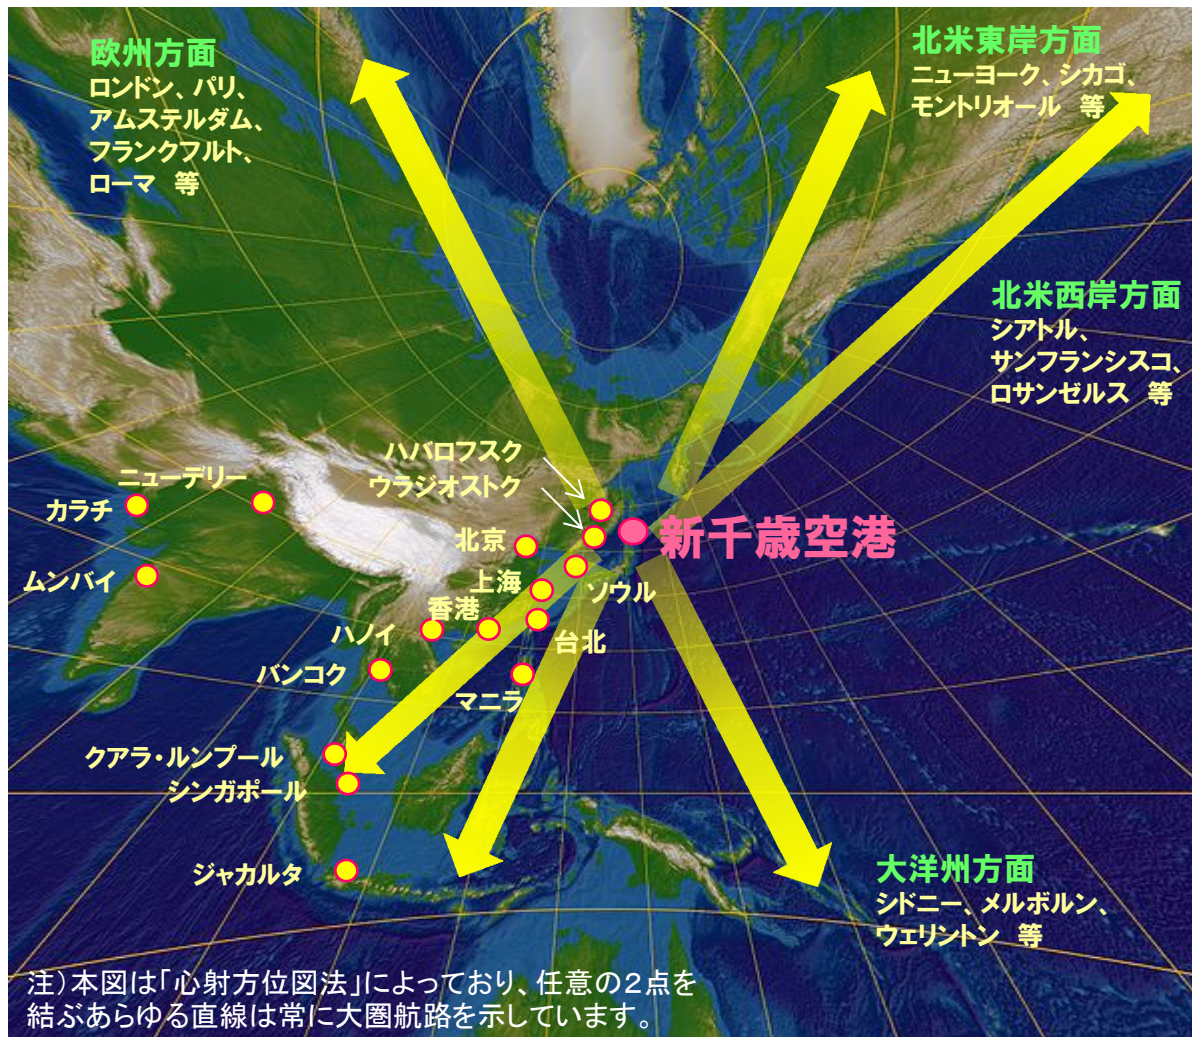 欧州方面
ロンドン、パリ、
アムステルダム、
フランクフルト、
ローマ 等
北米東岸方面
ニューヨーク、シカゴ、
モントリオール 等
北米西岸方面
シアトル、
サンフランシスコ、
ロサンゼルス 等
ハバロフスク
ウラジオストク
ニューデリー
カラチ
ムンバイ
北京
新千歳空港
上海
ソウル
香港
ハノイ
台北
バンコク
マニラ
クアラ・ルンプール
シンガポール
ジャカルタ
大洋州方面
シドニー、メルボルン、
ウェリントン 等
注)本図は「心射方位図法」によっており、任意の2点を
結ぶあらゆる直線は常に大圏航路を示しています。